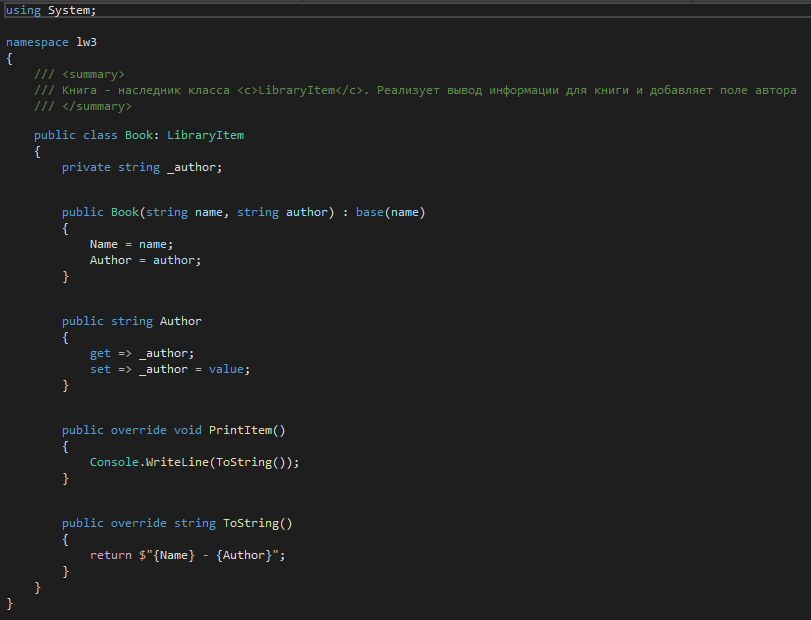 using System;
namespace lw3
{
/// <summary>
/// Книга - наследник класса <c>LibraryItem</c>. Реализует вывод информации для книги и добавляет поле автора
/// </summary>
public class Book: LibraryItem
{
private string _author;
public Book(string name, string author) : base(name)
{
Name = name;
Author = author;
}
public string Author
{
get => _author;
set => _author = value;
}
public override void PrintItem()
{
Console.WriteLine(ToString());
}
public override string ToString()
{
return $"{Name} - {Author}";
}
}
}